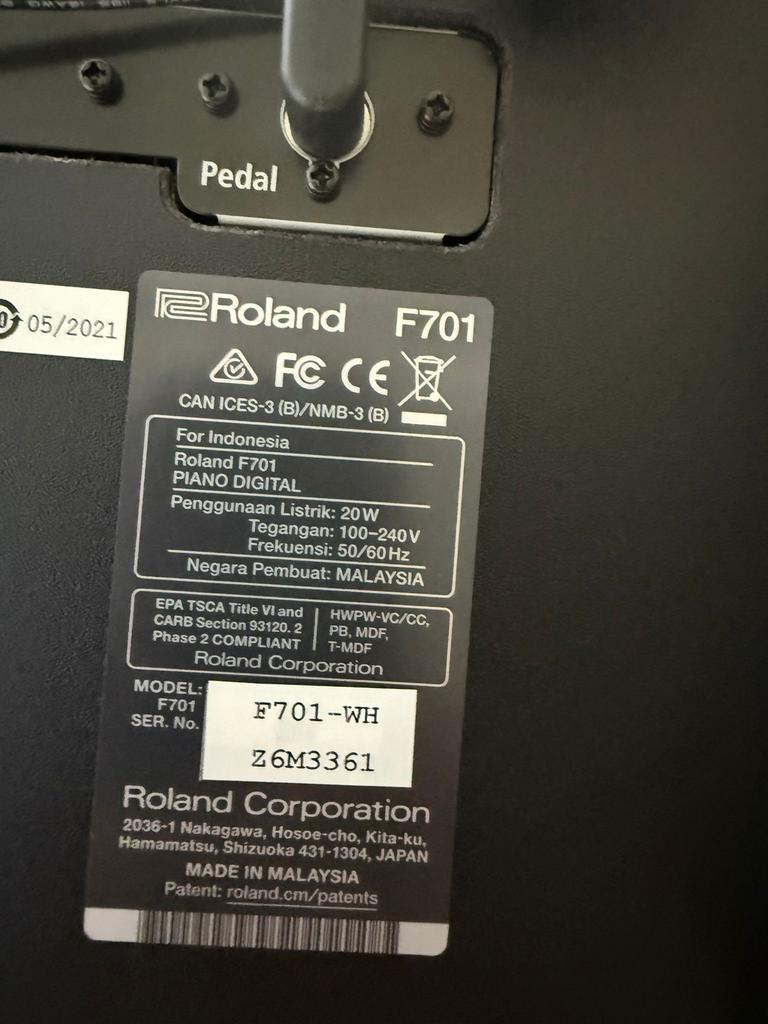 Pedal
05/2021
Roland F701
FC CE
CAN ICES-3 (B)/NMB-3 (B)
For Indonesia
Roland F701
PIANO DIGITAL
Penggunaan Listrik: 20W
Tegangan: 100–240V
Frekuensi: 50/60Hz
Negara Pembuat: MALAYSIA
EPA TSCA Title VI and
CARB Section 93120. 2
Phase 2 COMPLIANT
HWPW-VC/CC,
PB, MDF,
T-MDF
Roland Corporation
MODEL:
F701
SER. No.
F701-WH
Z6M3361
Roland Corporation
2036-1 Nakagawa, Hosoe-cho, Kita-ku,
Hamamatsu, Shizuoka 431-1304, JAPAN
MADE IN MALAYSIA
Patent: roland.cm/patents